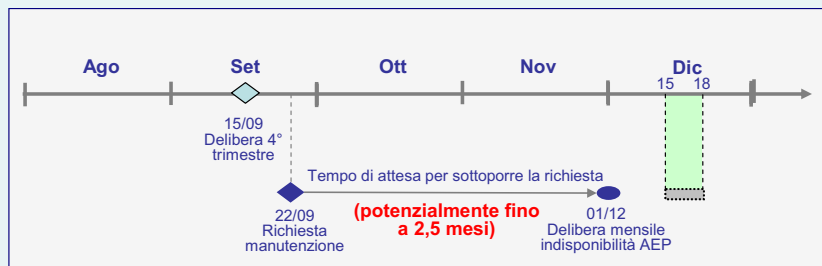 Ago
Set
Ott
Nov
Dic
15
18
15/09
Delibera 4°
trimestre
Tempo di attesa per sottoporre la richiesta
(potenzialmente fino
a 2,5 mesi)
22/09
Richiesta
manutenzione
01/12
Delibera mensile
indisponibilità AEP